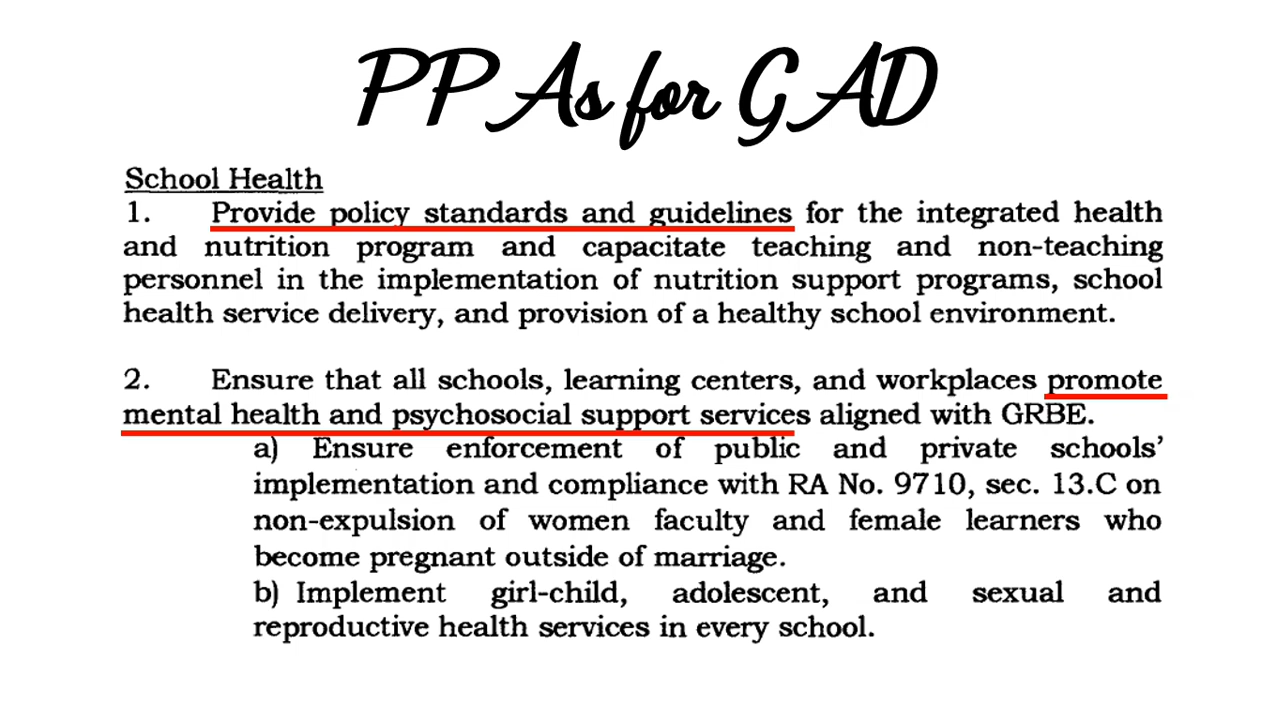 PPAs for GAD
School Health
1. Provide policy standards and guidelines for the integrated health
and nutrition program and capacitate teaching and non-teaching
personnel in the implementation of nutrition support programs, school
health service delivery, and provision of a healthy school environment.
2. Ensure that all schools, learning centers, and workplaces promote
mental health and psychosocial support services aligned with GRBE.
a) Ensure enforcement of public and private schools'
implementation and compliance with RA No. 9710, sec. 13.C on
non-expulsion of women faculty and female learners who
become pregnant outside of marriage.
b) Implement girl-child, adolescent, and sexual and
reproductive health services in every school.